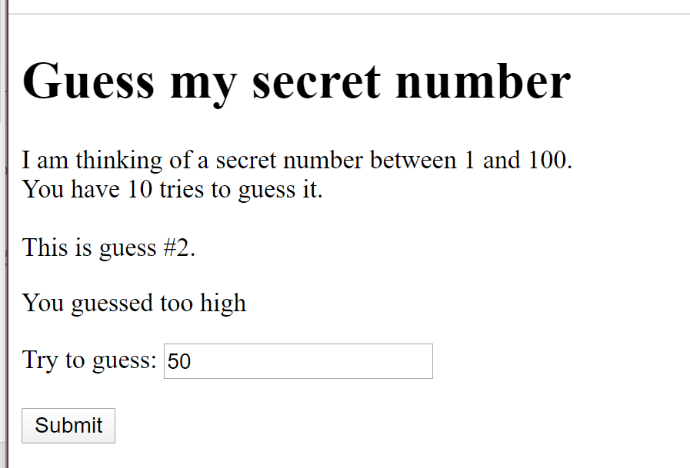 Guess my secret number
I am thinking of a secret number between 1 and 100.
You have 10 tries to guess it.
This is guess #2.
You guessed too high
Try to guess: 50
Submit